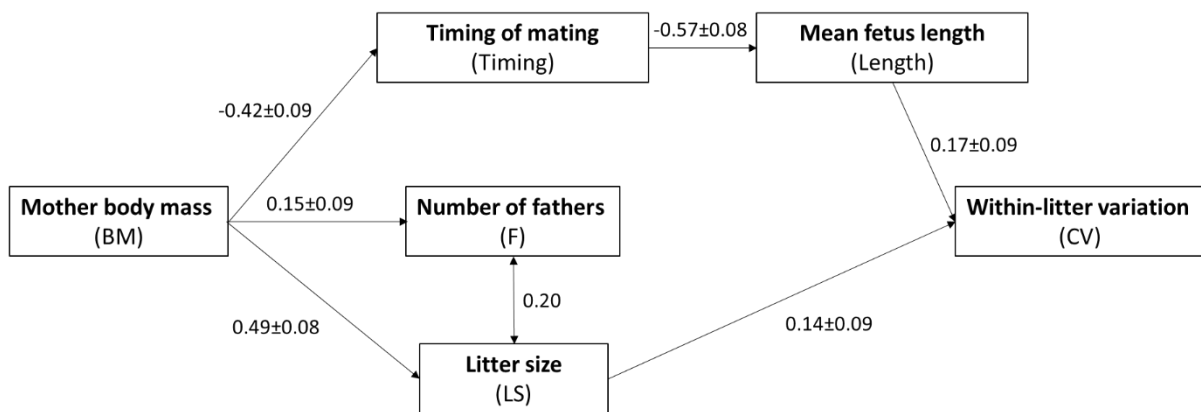 Timing of mating
(Timing)
-0.57±0.08
Mean fetus length
(Length)
-0.42±0.09
0.17±0.09
Mother body mass
(BM)
0.15±0.09
Number of fathers
(F)
Within-litter variation
(CV)
0.20
0.49±0.08
0.14±0.09
Litter size
(LS)